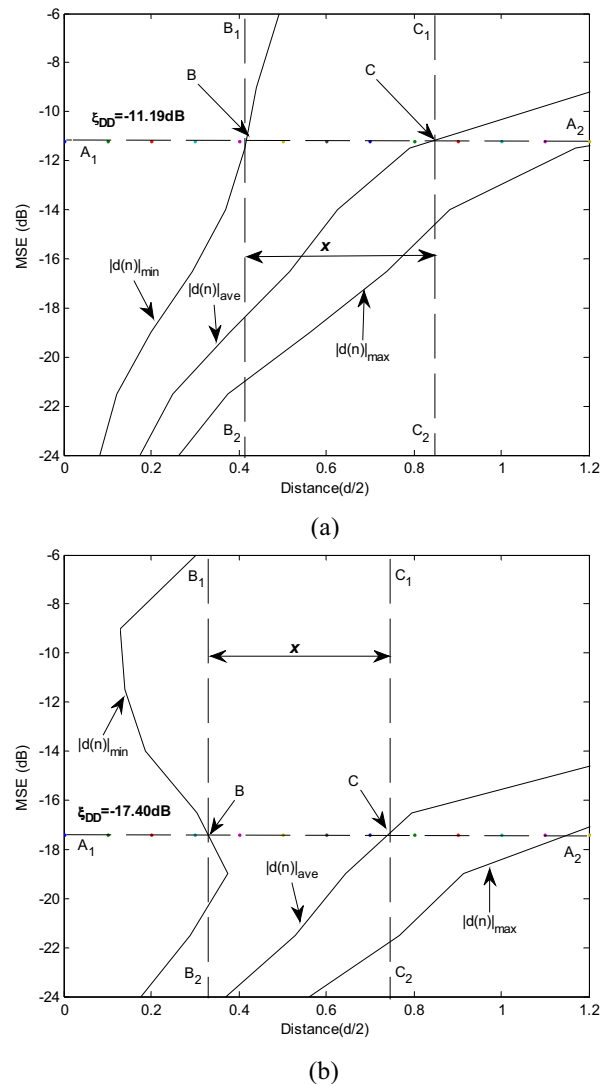 -6
-8
-10
-12
-14
-16
-18
-20
-22
-24
MSE (dB)
B1
C1
B
C
ξDD=-11.19dB
A1
A2
x
|d(n)|min
|d(n)|ave
|d(n)|max
B2
C2
0 0.2 0.4 0.6 0.8 1 1.2
Distance(d/2)
(a)
-6
-8
-10
-12
-14
-16
-18
-20
-22
-24
MSE (dB)
B1
C1
x
|d(n)|min
B
C
ξDD=-17.40dB
A1
A2
|d(n)|ave
|d(n)|max
B2
C2
0 0.2 0.4 0.6 0.8 1 1.2
Distance(d/2)
(b)